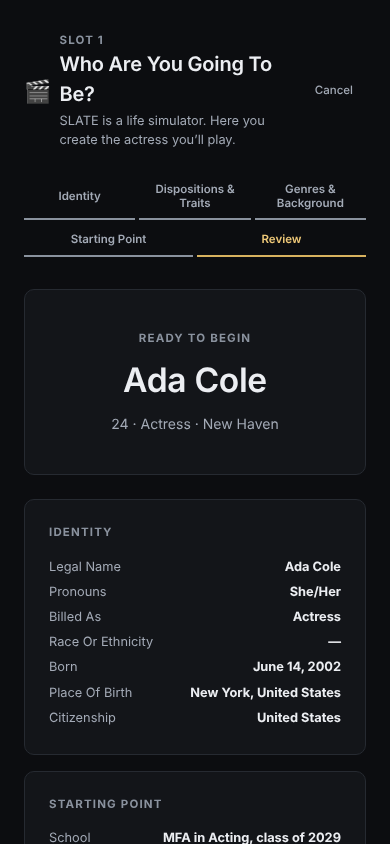 SLOT 1
Who Are You Going To
Be?
SLATE is a life simulator. Here you
create the actress you'll play.
Cancel
Identity
Dispositions &
Traits
Genres &
Background
Starting Point
Review
READY TO BEGIN
Ada Cole
24 · Actress · New Haven
IDENTITY
Legal Name Ada Cole
Pronouns She/Her
Billed As Actress
Race Or Ethnicity —
Born June 14, 2002
Place Of Birth New York, United States
Citizenship United States
STARTING POINT
School MFA in Acting, class of 2029